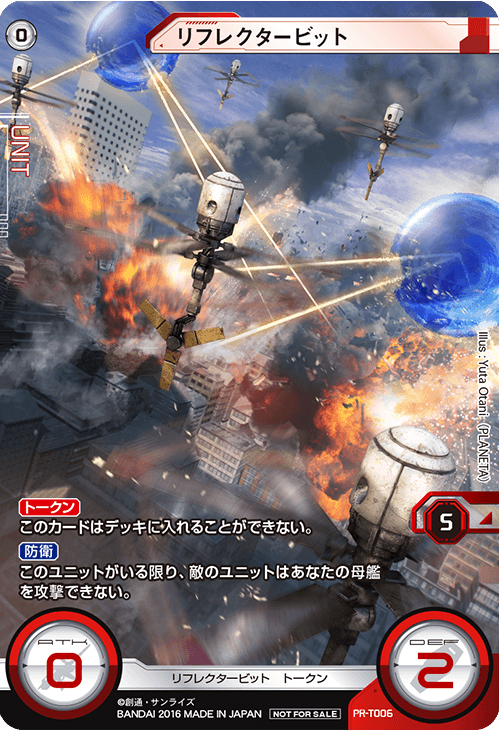 0
リフレクタービット
UNIT
Illus：Yuta Otani（PLANETA）
S
トークン
このカードはデッキに入れることができない。
防衛
このユニットがいる限り、敵のユニットはあなたの母艦
を攻撃できない。
ATK
0
DEF
2
リフレクタービット　トークン
©創通・サンライズ
BANDAI 2016 MADE IN JAPAN
NOT FOR SALE
PR-T006